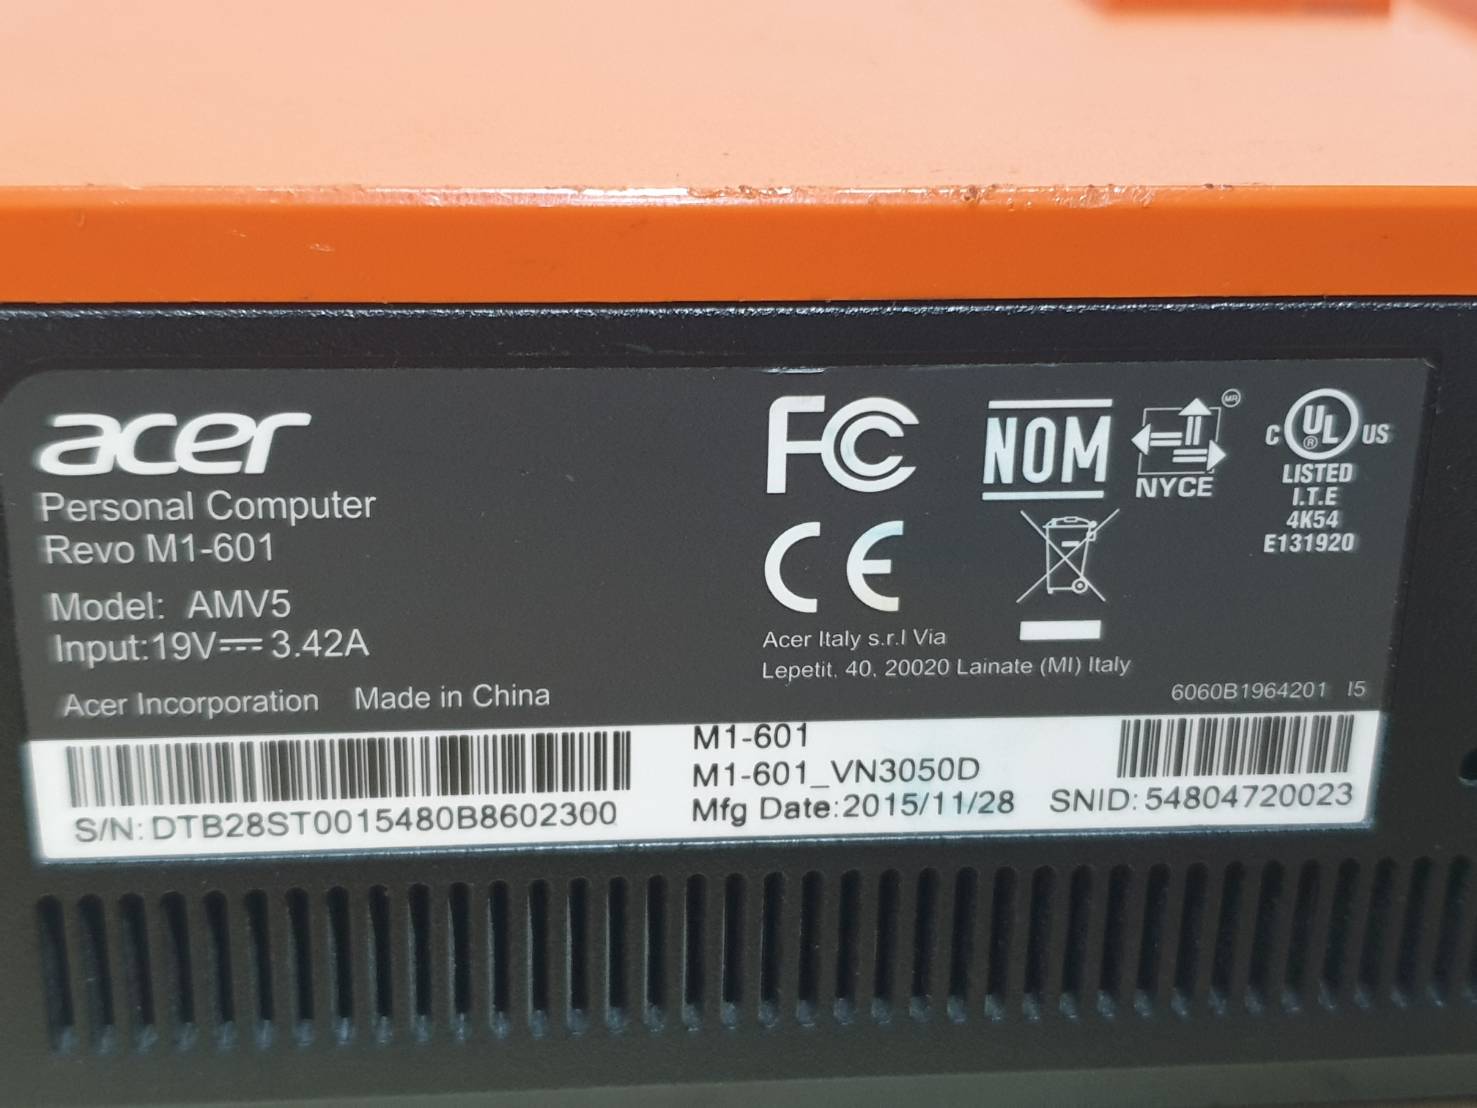 acer
Personal Computer
Revo M1-601
Model: AMV5
Input:19V⎓3.42A
Acer Incorporation Made in China
FC
NOM
MR
NYCE
C UL ® US
LISTED
I.T.E
4K54
E131920
CE
Acer Italy s.r.l Via
Lepetit, 40, 20020 Lainate (MI) Italy
6060B1964201 I5
S/N: DTB28ST0015480B8602300
M1-601
M1-601_VN3050D
Mfg Date:2015/11/28
SNID: 54804720023